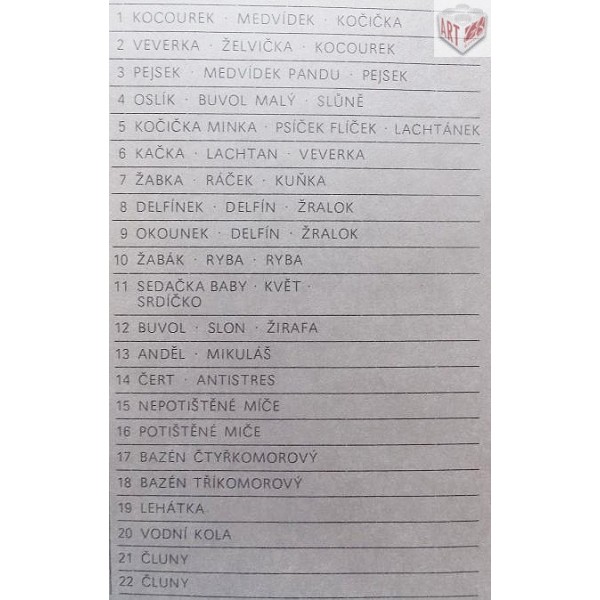 1 KOCOUREK · MEDVÍDEK · KOČIČKA
2 VEVERKA · ŽELVIČKA · KOCOUREK
3 PEJSEK · MEDVÍDEK PANDU · PEJSEK
4 OSLÍK · BUVOL MALÝ · SLŮNĚ
5 KOČIČKA MINKA · PSÍČEK FLÍČEK · LACHTÁNEK
6 KAČKA · LACHTAN · VEVERKA
7 ŽABKA · RÁČEK · KUŇKA
8 DELFÍNEK · DELFÍN · ŽRALOK
9 OKOUNEK · DELFÍN · ŽRALOK
10 ŽABÁK · RYBA · RYBA
11 SEDAČKA BABY · KVĚT ·
SRDÍČKO
12 BUVOL · SLON · ŽIRAFA
13 ANDĚL · MIKULÁŠ
14 ČERT · ANTISTRES
15 NEPOTIŠTĚNÉ MÍČE
16 POTIŠTĚNÉ MIČE
17 BAZÉN ČTYŘKOMOROVÝ
18 BAZÉN TŘÍKOMOROVÝ
19 LEHÁTKA
20 VODNÍ KOLA
21 ČLUNY
22 ČLUNY
ART